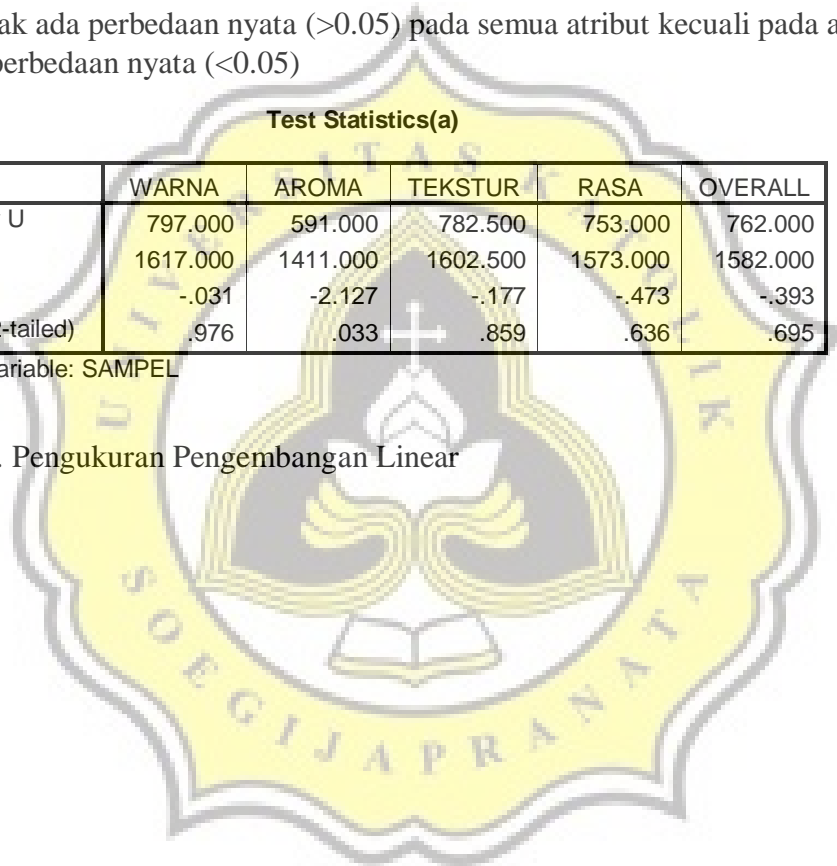 ak ada perbedaan nyata (>0.05) pada semua atribut kecuali pada a
perbedaan nyata (<0.05)
Test Statistics(a)
WARNA AROMA TEKSTUR RASA OVERALL
U 797.000 591.000 782.500 753.000 762.000
1617.000 1411.000 1602.500 1573.000 1582.000
-.031 -2.127 -.177 -.473 -.393
-tailed) .976 .033 .859 .636 .695
ariable: SAMPEL
. Pengukuran Pengembangan Linear
UNIVERSITAS KATOLIK
SOEGIJAPRANATA